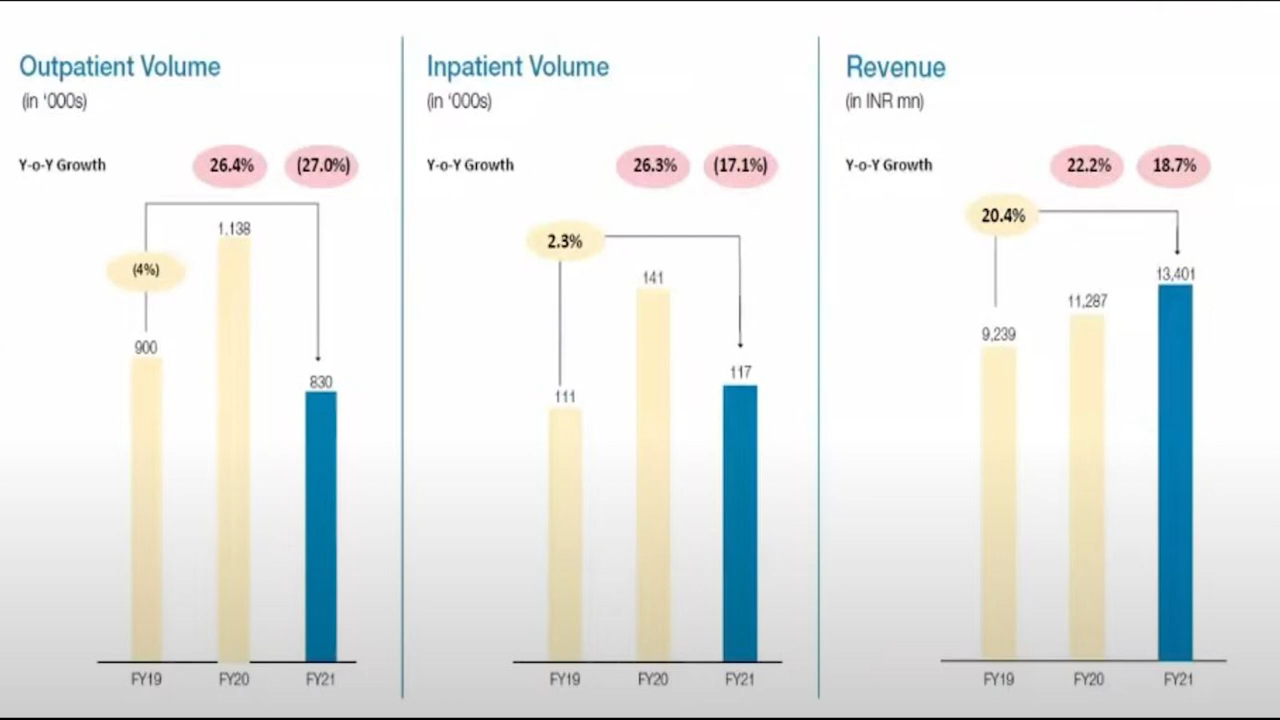 Outpatient Volume
(in '000s)
Y-o-Y Growth 26.4% (27.0%)
(4%)
1,138
900
830
FY19 FY20 FY21
Inpatient Volume
(in '000s)
Y-o-Y Growth 26.3% (17.1%)
2.3%
141
117
111
FY19 FY20 FY21
Revenue
(in INR mn)
Y-o-Y Growth 22.2% 18.7%
20.4%
13,401
11,287
9,239
FY19 FY20 FY21